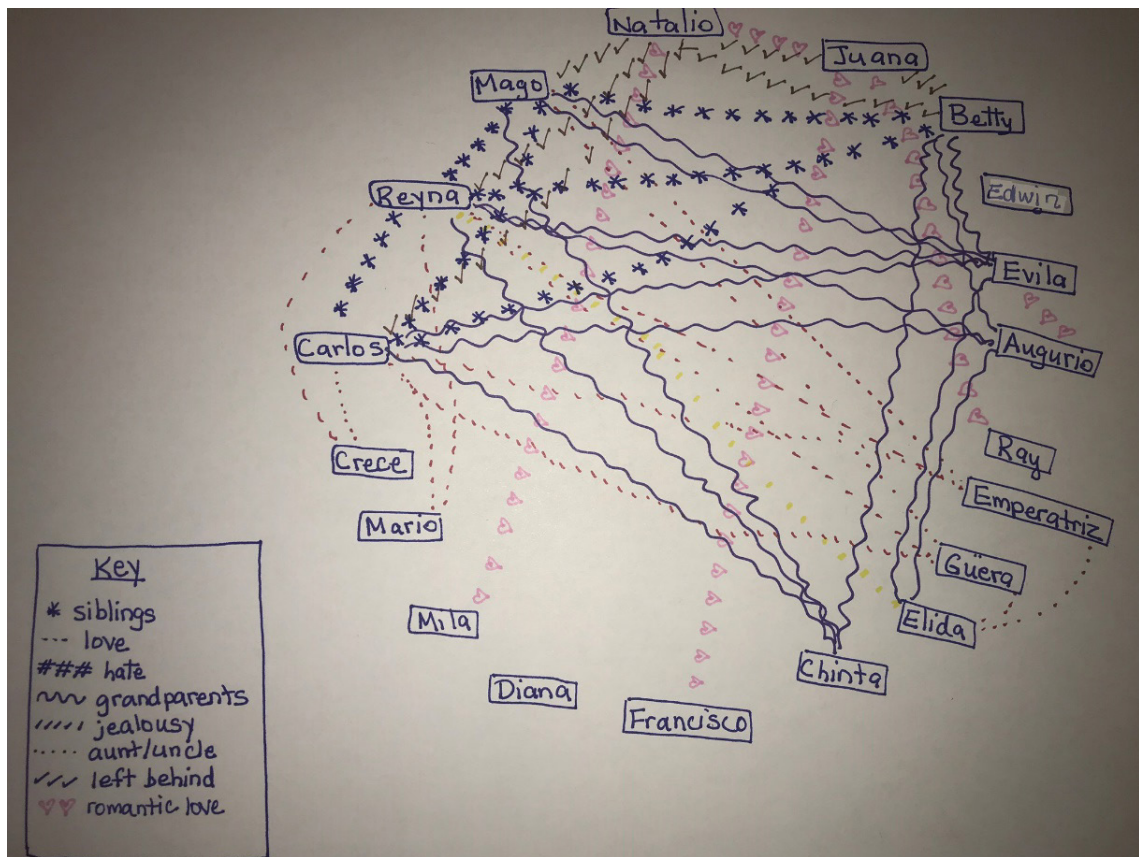 Natalio
Juana
Mago
Betty
Reyna
Edwin
Evila
Carlos
Augurio
Crece
Ray
Emperatriz
Mario
Güera
Mila
Elida
Chinta
Diana
Francisco
Key
* siblings
--- love
### hate
~~ grandparents
///// jealousy
...... aunt/uncle
✓✓✓ left behind
♡♡ romantic love